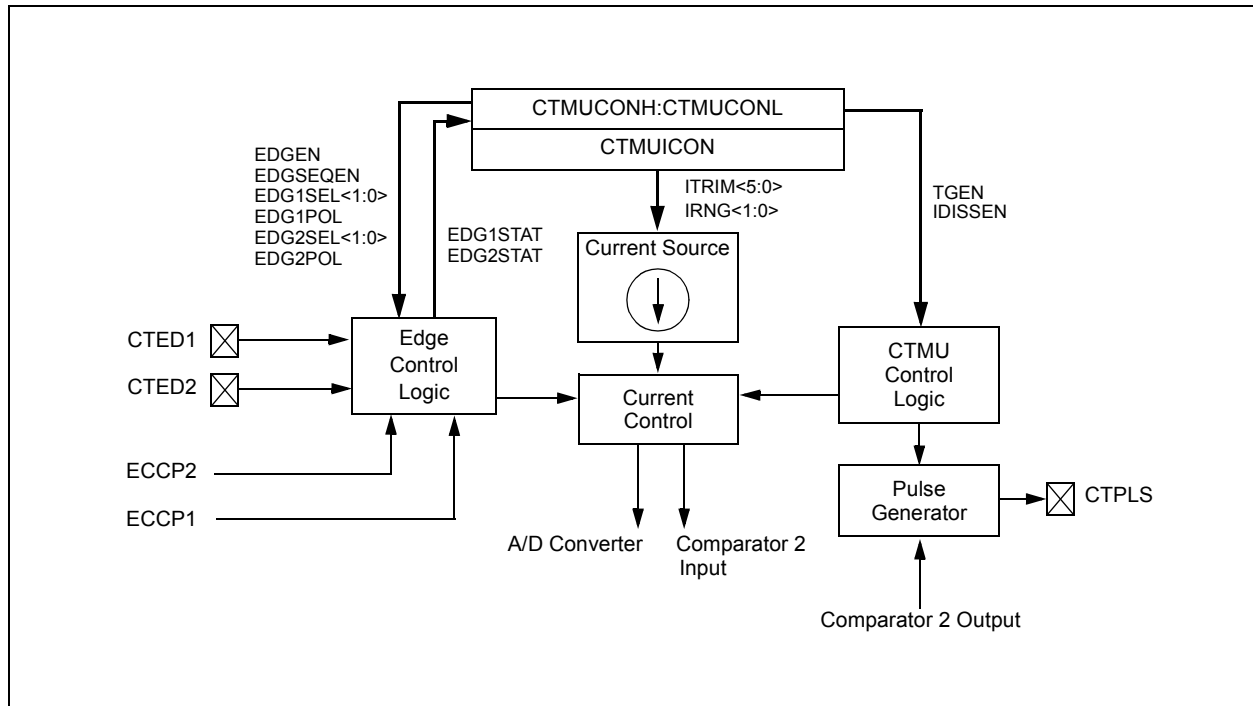 CTMUCONH:CTMUCONL
CTMUICON
EDGEN
EDGSEQEN
EDG1SEL<1:0>
EDG1POL
EDG2SEL<1:0>
EDG2POL
EDG1STAT
EDG2STAT
ITRIM<5:0>
IRNG<1:0>
TGEN
IDISSEN
Current Source
CTED1
CTED2
Edge
Control
Logic
Current
Control
CTMU
Control
Logic
ECCP2
ECCP1
Pulse
Generator
CTPLS
A/D Converter
Comparator 2
Input
Comparator 2 Output